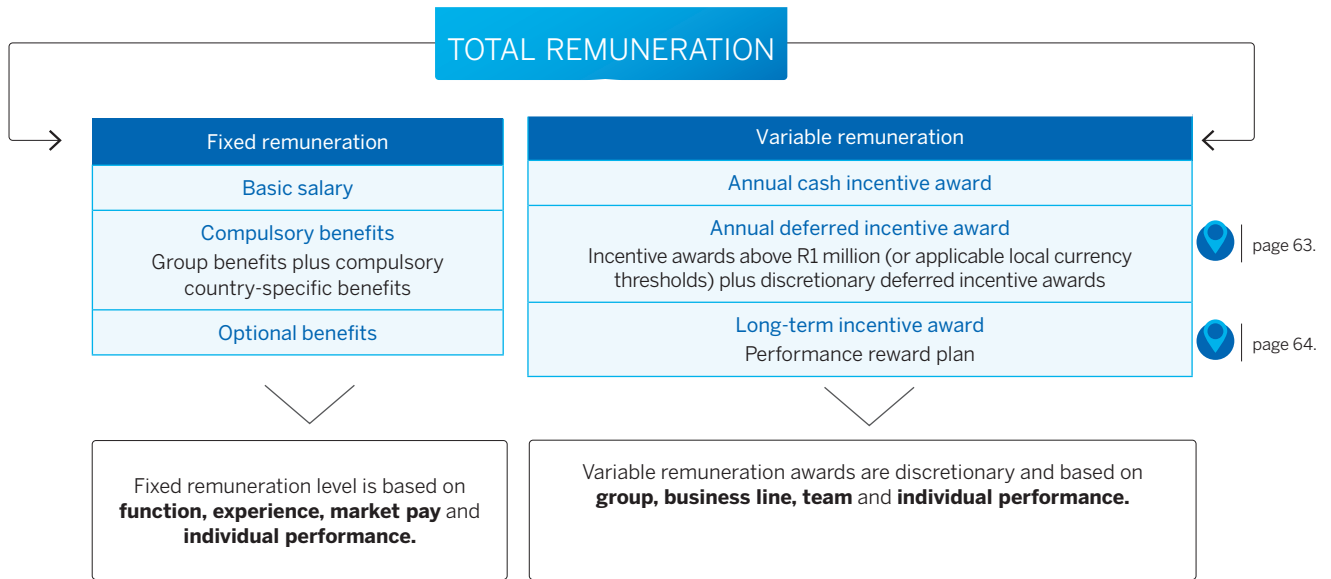 TOTAL REMUNERATION
Fixed remuneration
Basic salary
Compulsory benefits
Group benefits plus compulsory
country-specific benefits
Optional benefits
Variable remuneration
Annual cash incentive award
Annual deferred incentive award
Incentive awards above R1 million (or applicable local currency
thresholds) plus discretionary deferred incentive awards
page 63.
Long-term incentive award
Performance reward plan
page 64.
Fixed remuneration level is based on
function, experience, market pay and
individual performance.
Variable remuneration awards are discretionary and based on
group, business line, team and individual performance.